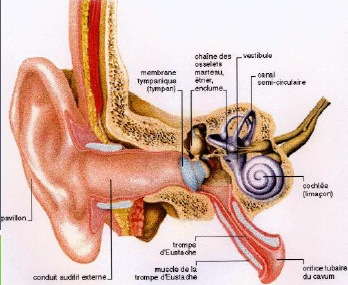 chaîne des
osselets
marteau,
étrier,
enclume
vestibule
membrane
tympanique
(tympan)
canal
semi-circulaire
cochlée
(limaçon)
pavillon
trompe
d'Eustache
conduit auditif externe
muscle de la
trompe d'Eustache
orifice tubaire
du cavum